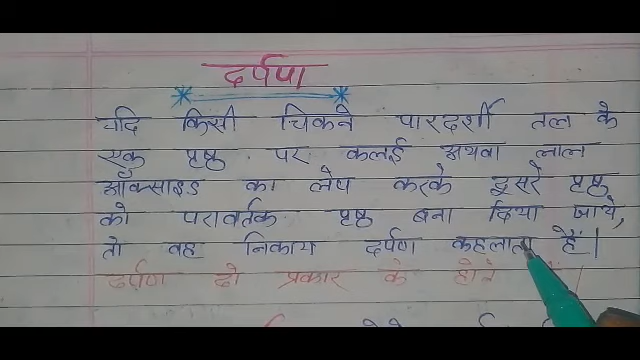 दर्पण
यदि किसी चिकने पारदर्शी तल के
एक पृष्ठ पर कलई अथवा लाल
ऑक्साइड का लेप करके दूसरे पृष्ठ
को परावर्तक पृष्ठ बना दिया जाये,
तो वह निकाय दर्पण कहलाता है।
दर्पण दो प्रकार के होते